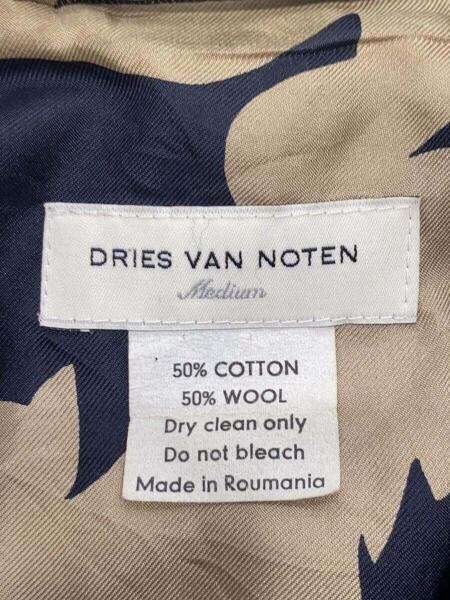 DRIES VAN NOTEN
Medium
50% COTTON
50% WOOL
Dry clean only
Do not bleach
Made in Roumania